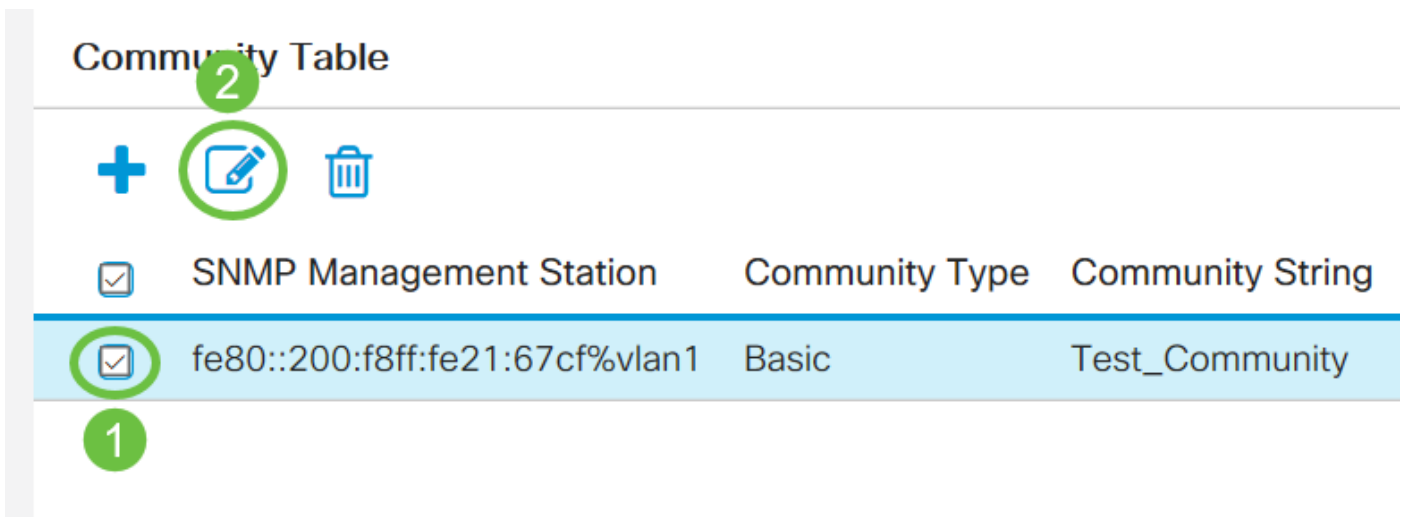 Community Table
2
SNMP Management Station Community Type Community String
fe80::200:f8ff:fe21:67cf%vlan1 Basic Test_Community
1